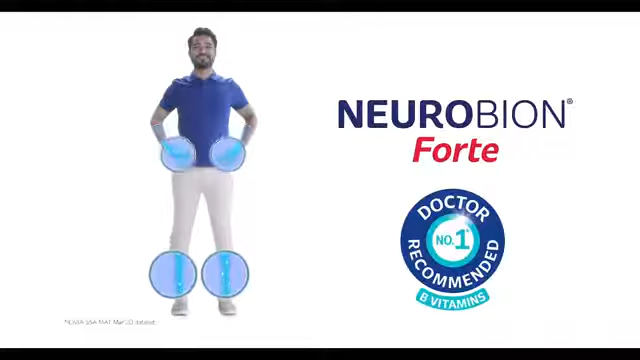 NEUROBION®
Forte
DOCTOR
NO. 1*
RECOMMENDED
B VITAMINS